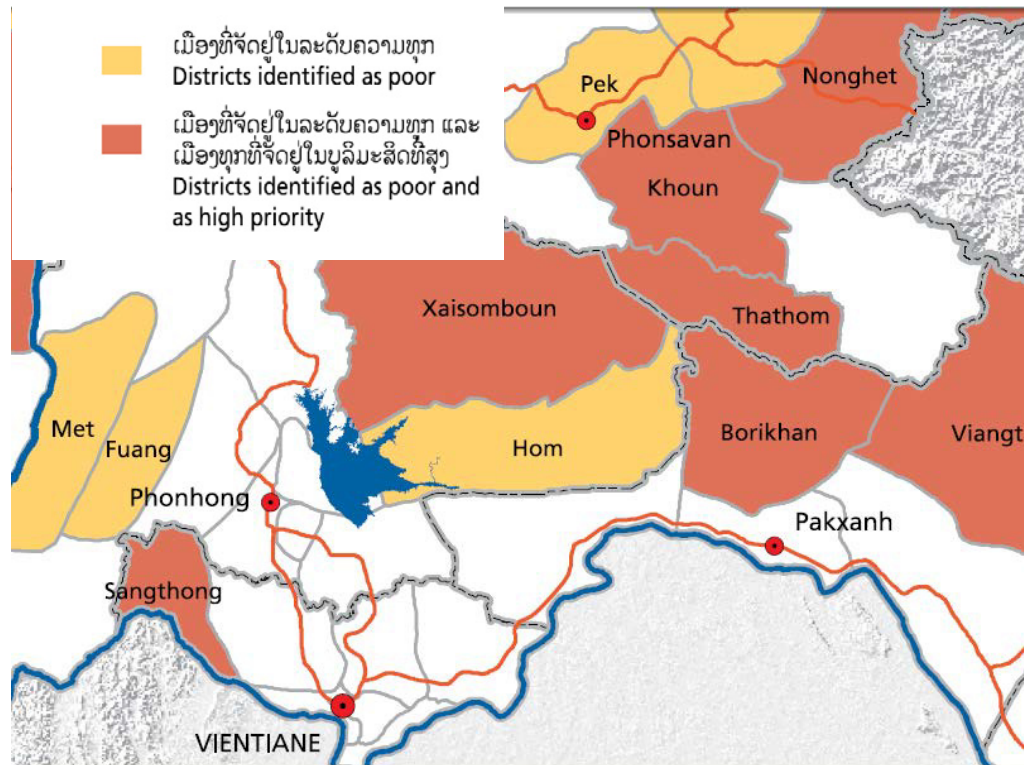 ເມືອງທີ່ຈັດຢູ່ໃນລະດັບຄວາມທຸກ
Districts identified as poor
ເມືອງທີ່ຈັດຢູ່ໃນລະດັບຄວາມທຸກ ແລະ
ເມືອງທຸກທີ່ຈັດຢູ່ໃນບູລິມະສິດທີ່ສຸງ
Districts identified as poor and
as high priority
Nonghet
Pek
Phonsavan
Khoun
Xaisomboun
Thathom
Met
Fuang
Hom
Borikhan
Viangt
Phonhong
Pakxanh
Sangthong
VIENTIANE